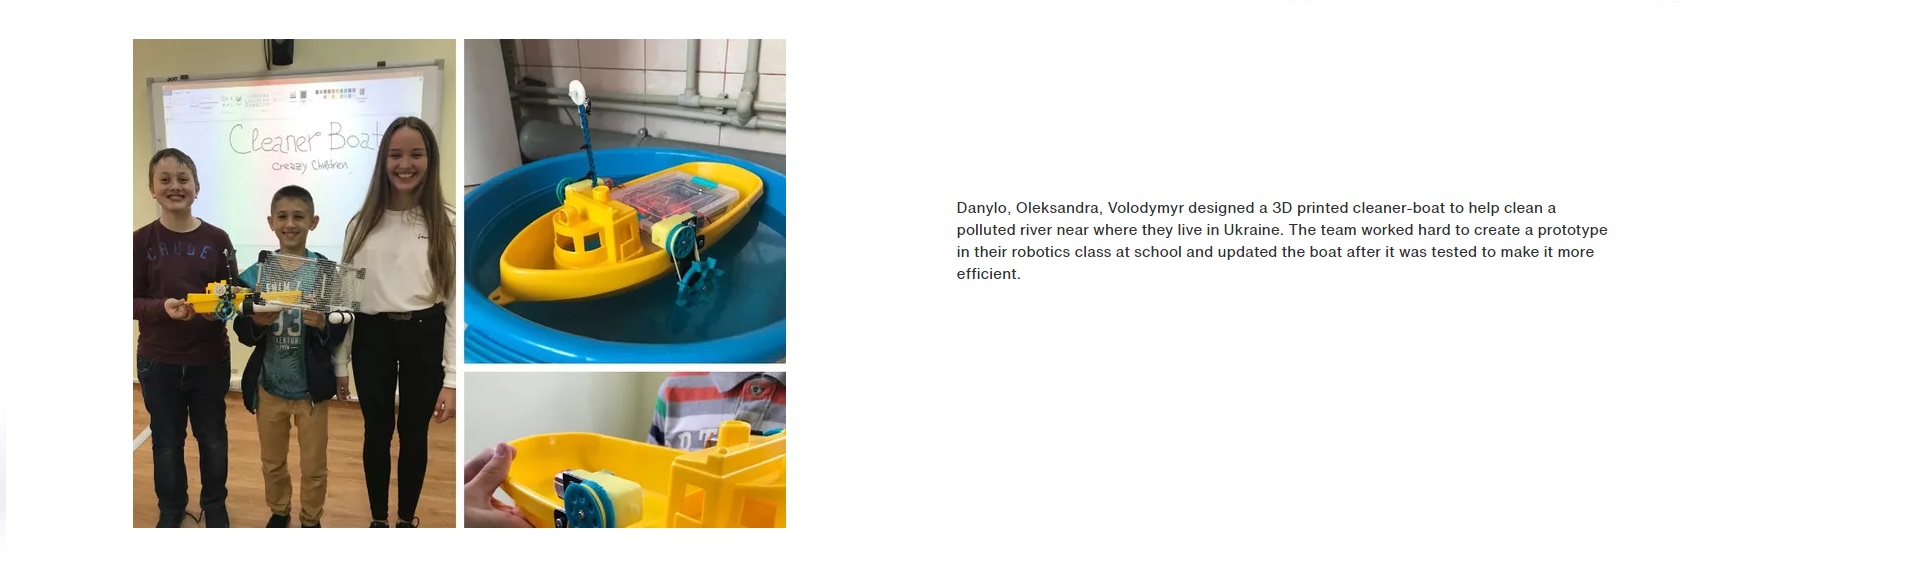 acer
Cleaner Boat
Creazy Children
Danylo, Oleksandra, Volodymyr designed a 3D printed cleaner-boat to help clean a
polluted river near where they live in Ukraine. The team worked hard to create a prototype
in their robotics class at school and updated the boat after it was tested to make it more
efficient.